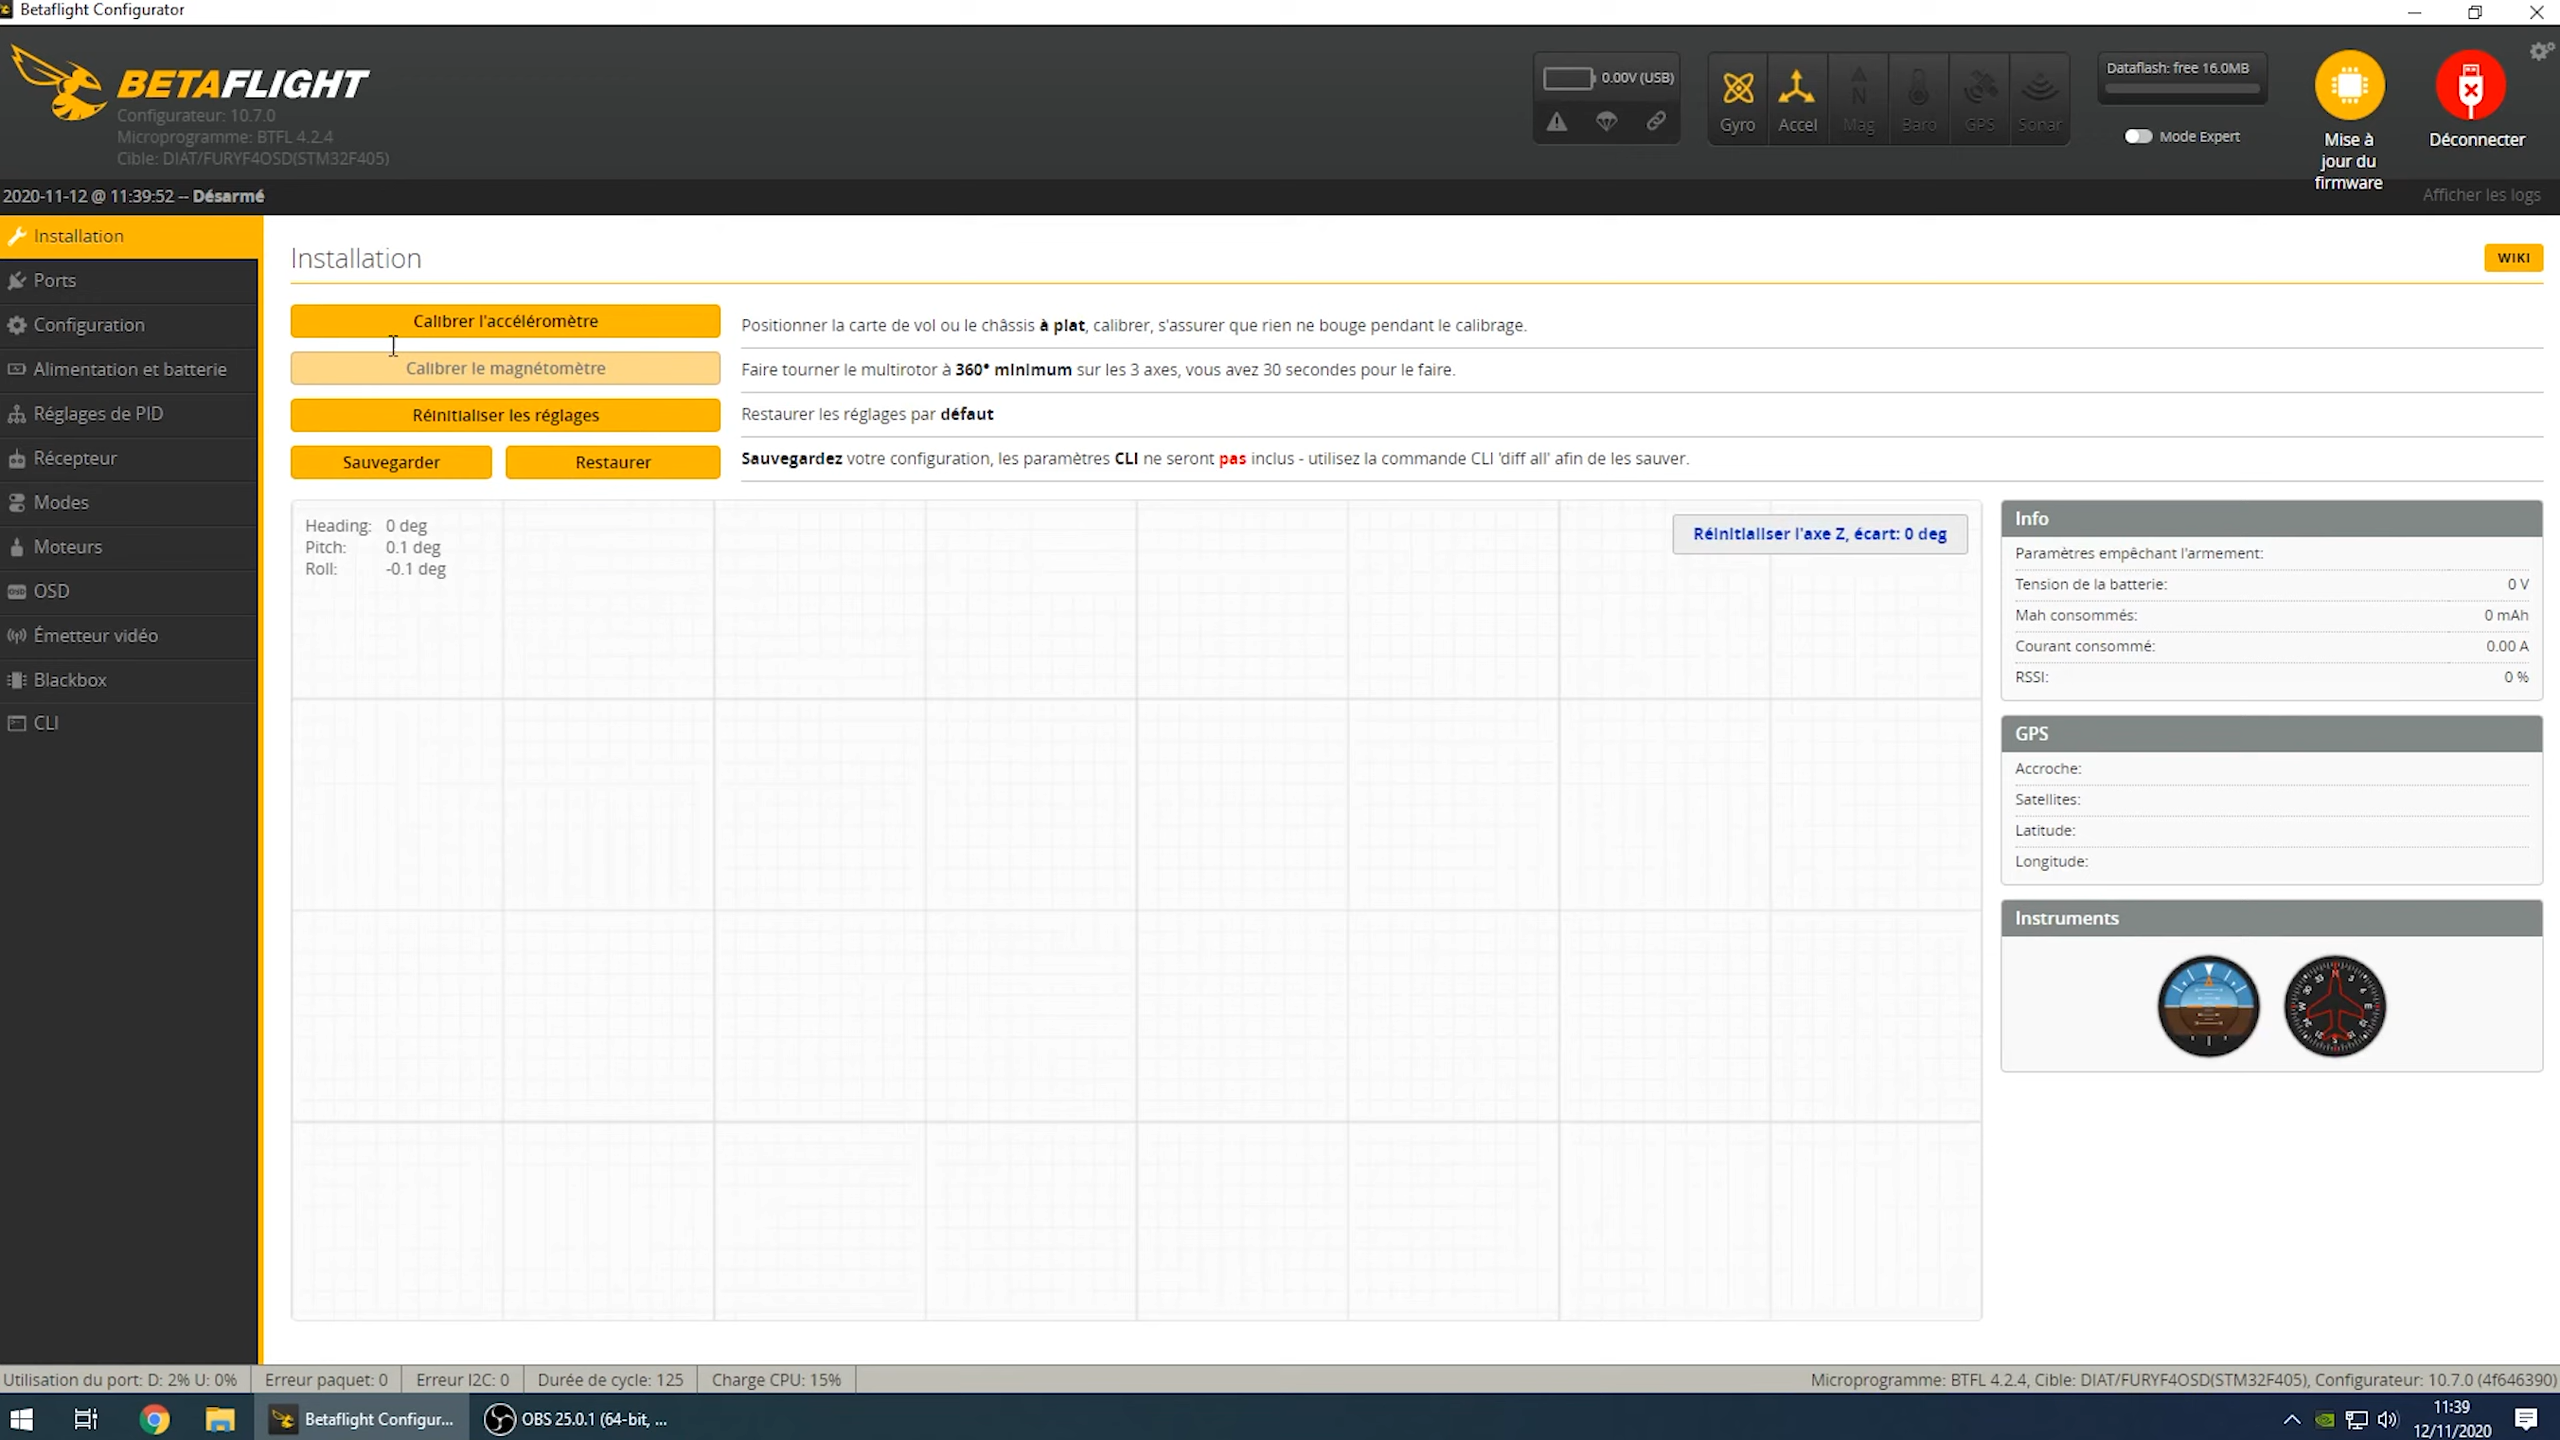 Betaflight Configurator
BETAFLIGHT
Configurateur: 10.7.0
Microprogramme: BTFL 4.2.4
Cible: DIAT/FURYF4OSD(STM32F405)
0.00V (USB)
Gyro
Accel
Mag
Baro
GPS
Sonar
Dataflash: free 16.0MB
Mode Expert
Mise à
jour du
firmware
Déconnecter
2020-11-12 @ 11:39:52 -- Désarmé
Afficher les logs
Installation
Ports
Configuration
Alimentation et batterie
Réglages de PID
Récepteur
Modes
Moteurs
OSD
Émetteur vidéo
Blackbox
CLI
Installation
WIKI
Calibrer l'accéléromètre
Positionner la carte de vol ou le châssis à plat, calibrer, s'assurer que rien ne bouge pendant le calibrage.
Calibrer le magnétomètre
Faire tourner le multirotor à 360° minimum sur les 3 axes, vous avez 30 secondes pour le faire.
Réinitialiser les réglages
Restaurer les réglages par défaut
Sauvegarder
Restaurer
Sauvegardez votre configuration, les paramètres CLI ne seront pas inclus - utilisez la commande CLI 'diff all' afin de les sauver.
Heading: 0 deg
Pitch: 0.1 deg
Roll: -0.1 deg
Réinitialiser l'axe Z, écart: 0 deg
Info
Paramètres empêchant l'armement:
Tension de la batterie: 0 V
Mah consommés: 0 mAh
Courant consommé: 0.00 A
RSSI: 0 %
GPS
Accroche:
Satellites:
Latitude:
Longitude:
Instruments
Utilisation du port: D: 2% U: 0%
Erreur paquet: 0
Erreur I2C: 0
Durée de cycle: 125
Charge CPU: 15%
Microprogramme: BTFL 4.2.4, Cible: DIAT/FURYF4OSD(STM32F405), Configurateur: 10.7.0 (4f646390)
Betaflight Configur...
OBS 25.0.1 (64-bit, ...
11:39
12/11/2020